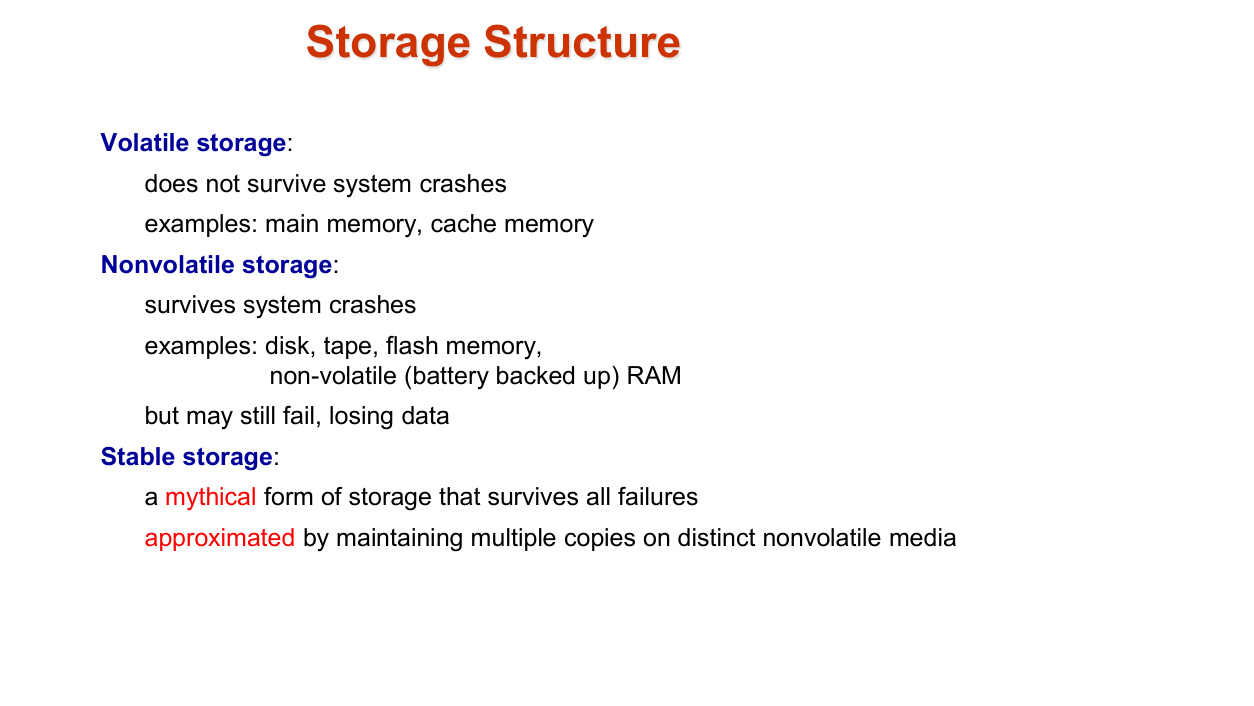 Storage Structure
Volatile storage:
does not survive system crashes
examples: main memory, cache memory
Nonvolatile storage:
survives system crashes
examples: disk, tape, flash memory,
non-volatile (battery backed up) RAM
but may still fail, losing data
Stable storage:
a mythical form of storage that survives all failures
approximated by maintaining multiple copies on distinct nonvolatile media